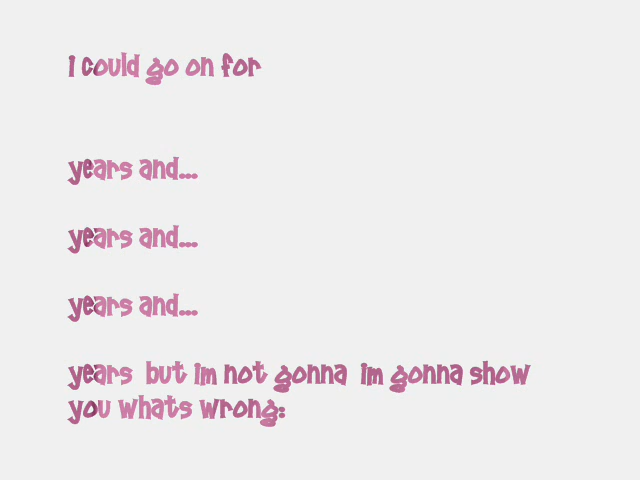 I could go on for
years and...
years and...
years and...
years  but im not gonna  im gonna show
you whats wrong: